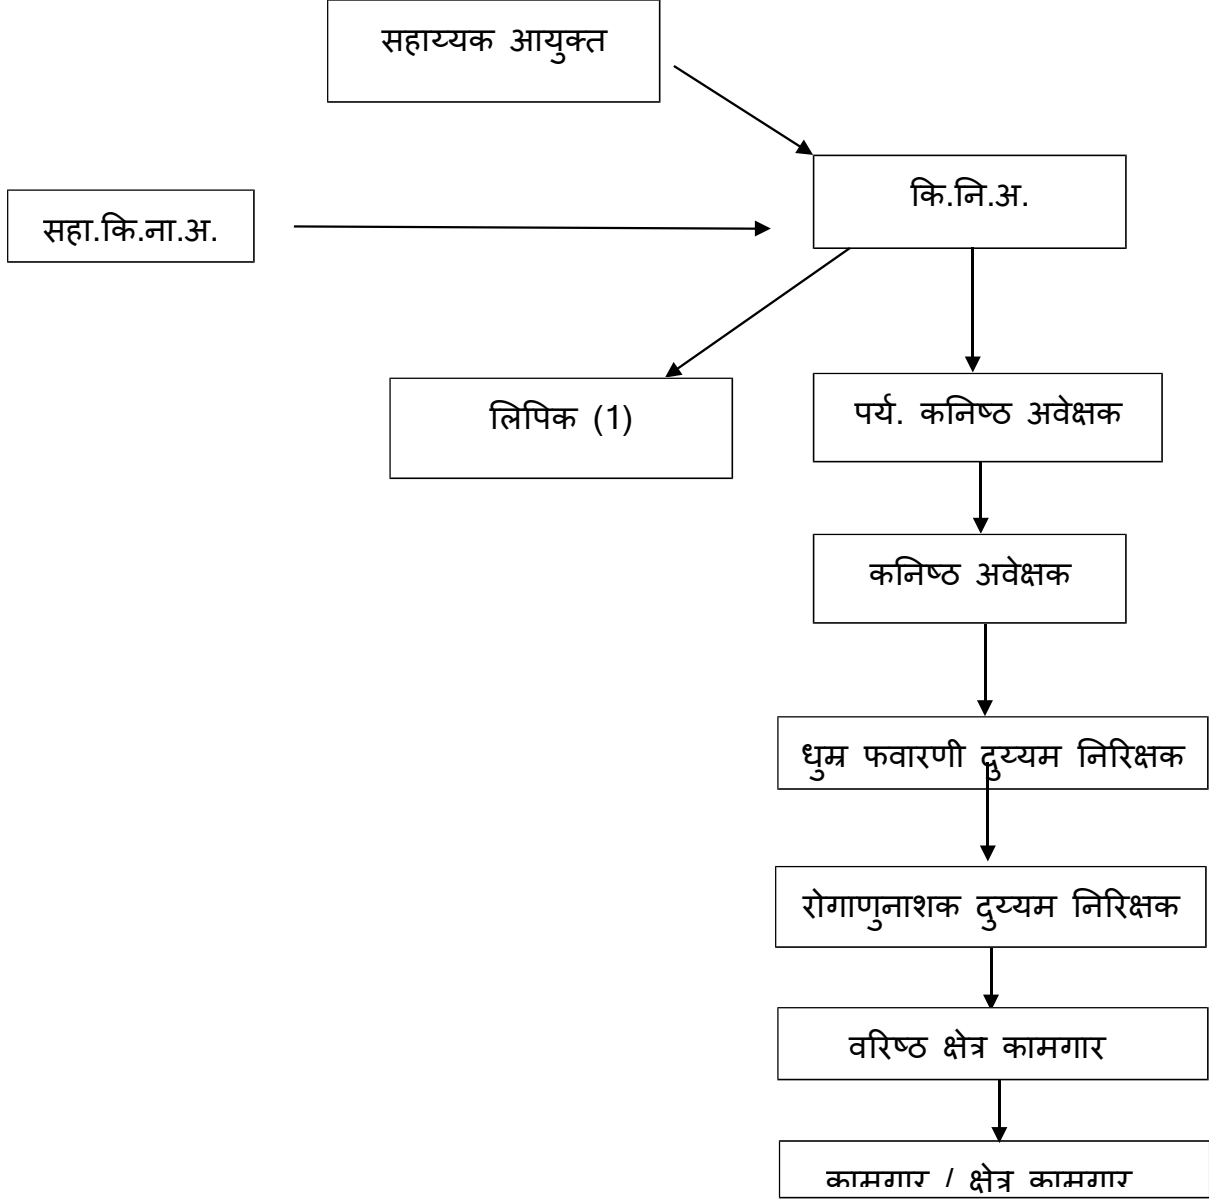 सहाय्यक आयुक्त
कि.नि.अ.
सहा.कि.ना.अ.
लिपिक (1)
पर्य. कनिष्ठ अवेक्षक
कनिष्ठ अवेक्षक
धुम्र फवारणी दुय्यम निरिक्षक
रोगाणुनाशक दुय्यम निरिक्षक
वरिष्ठ क्षेत्र कामगार
कामगार / क्षेत्र कामगार